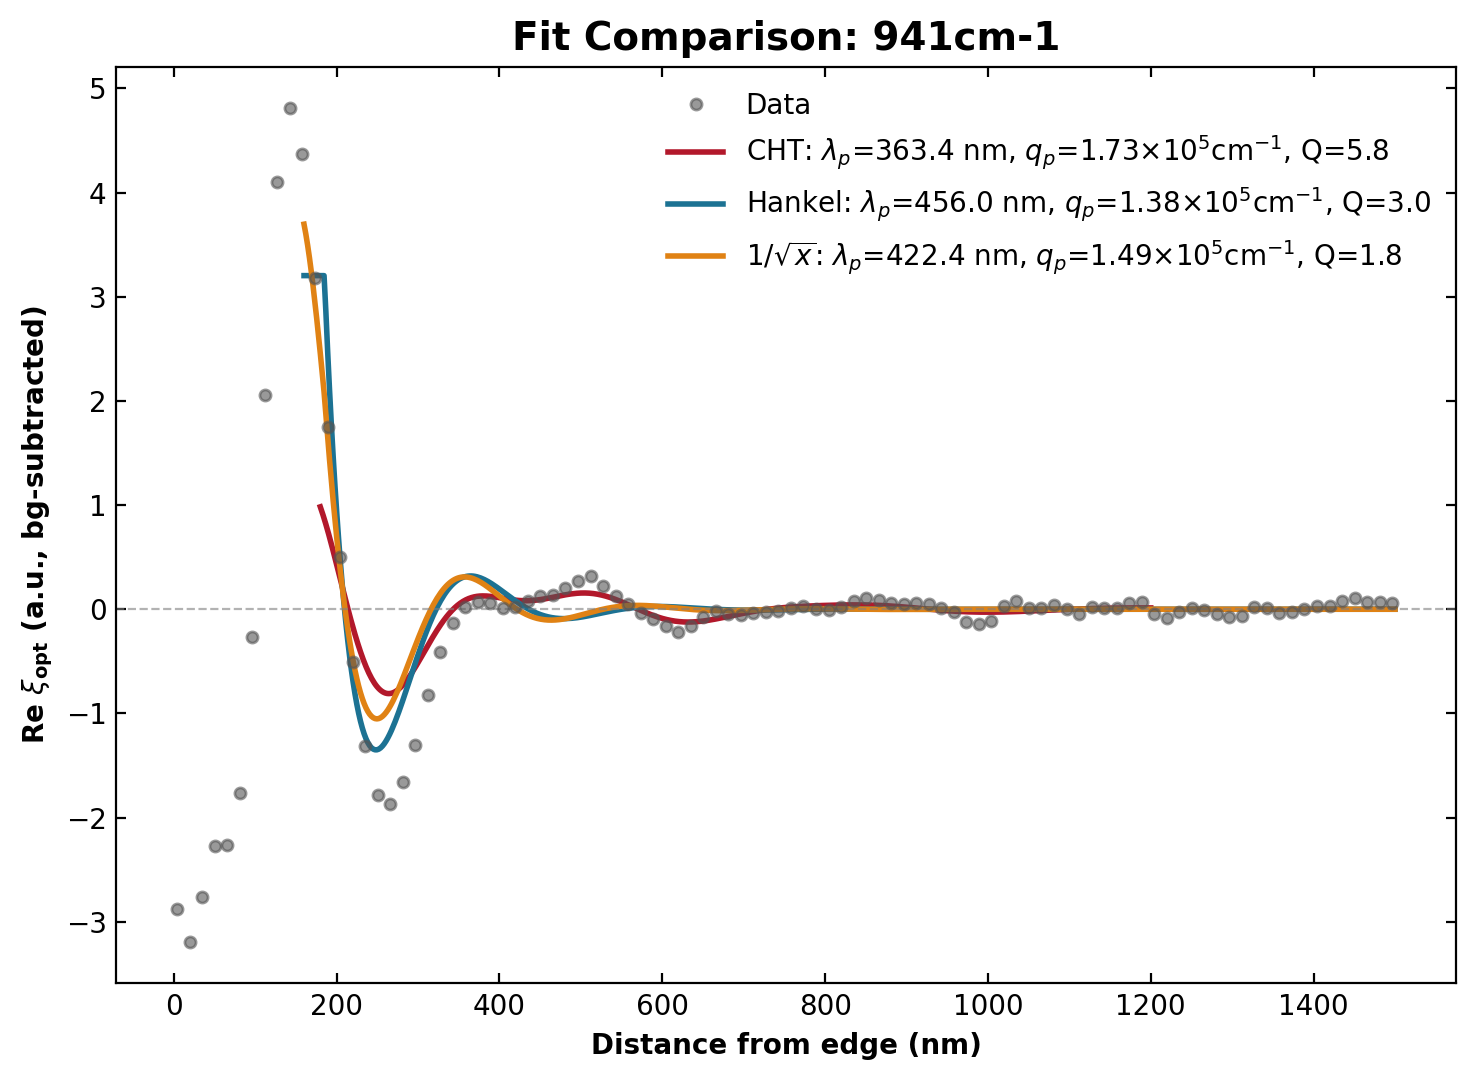 Fit Comparison: 941cm-1
Data
CHT: λₚ=363.4 nm, qₚ=1.73×10⁵cm⁻¹, Q=5.8
Hankel: λₚ=456.0 nm, qₚ=1.38×10⁵cm⁻¹, Q=3.0
1/√x: λₚ=422.4 nm, qₚ=1.49×10⁵cm⁻¹, Q=1.8
Re ξopt (a.u., bg-subtracted)
5
4
3
2
1
0
−1
−2
−3
0 200 400 600 800 1000 1200 1400
Distance from edge (nm)